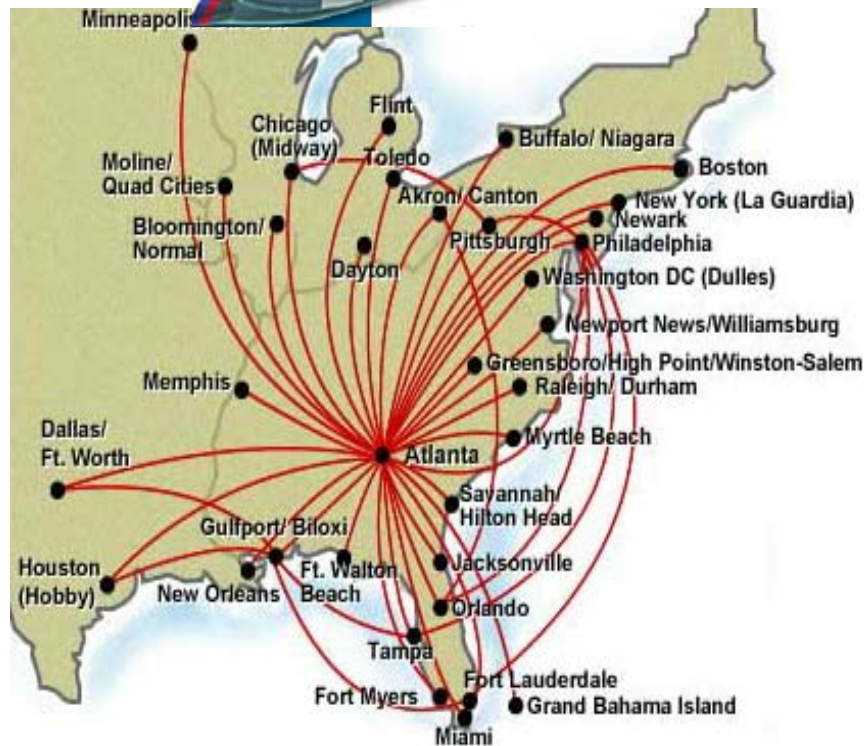 Minneapolis
Flint
Chicago
(Midway)
Buffalo/ Niagara
Toledo
Moline/
Quad Cities
Boston
Akron/ Canton
New York (La Guardia)
Newark
Bloomington/
Normal
Pittsburgh
Philadelphia
Dayton
Washington DC (Dulles)
Newport News/Williamsburg
Greensboro/High Point/Winston-Salem
Memphis
Raleigh/ Durham
Dallas/
Ft. Worth
Myrtle Beach
Atlanta
Savannah/
Hilton Head
Gulfport/ Biloxi
Houston
(Hobby)
New Orleans
Ft. Walton
Beach
Jacksonville
Orlando
Tampa
Fort Lauderdale
Fort Myers
Grand Bahama Island
Miami